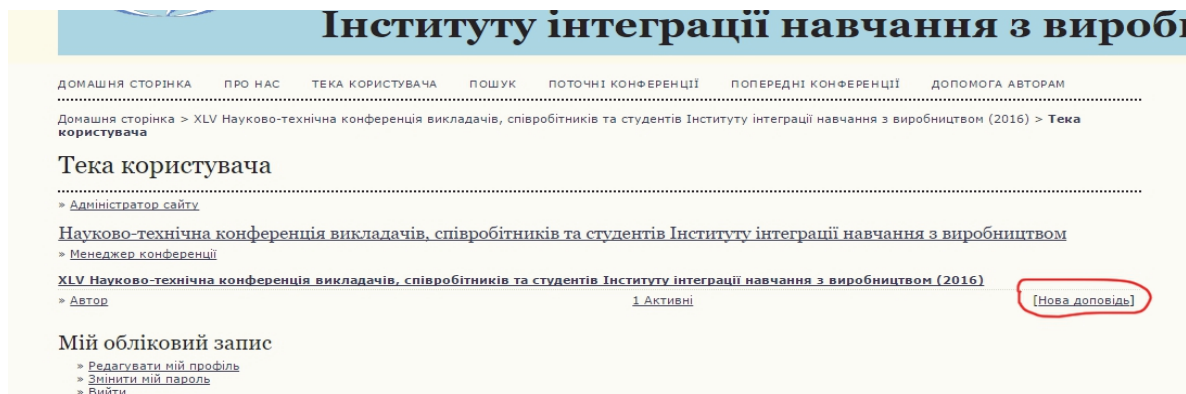 Інституту інтеграції навчання з
ДОМАШНЯ СТОРІНКА ПРО НАС ТЕКА КОРИСТУВАЧА ПОШУК ПОТОЧНІ КОНФЕРЕНЦІЇ ПОПЕРЕДНІ КОНФЕРЕНЦІЇ ДОПОМОГА АВТОРАМ
Домашня сторінка > XLV Науково-технічна конференція викладачів, співробітників та студентів Інституту інтеграції навчання з виробництвом (2016) > Тека
користувача
Тека користувача
» Адміністратор сайту
Науково-технічна конференція викладачів, співробітників та студентів Інституту інтеграції навчання з виробництвом
» Менеджер конференції
XLV Науково-технічна конференція викладачів, співробітників та студентів Інституту інтеграції навчання з виробництвом (2016)
» Автор 1 Активні [Нова доповідь]
Мій обліковий запис
» Редагувати мій профіль
» Змінити мій пароль
» Вийти